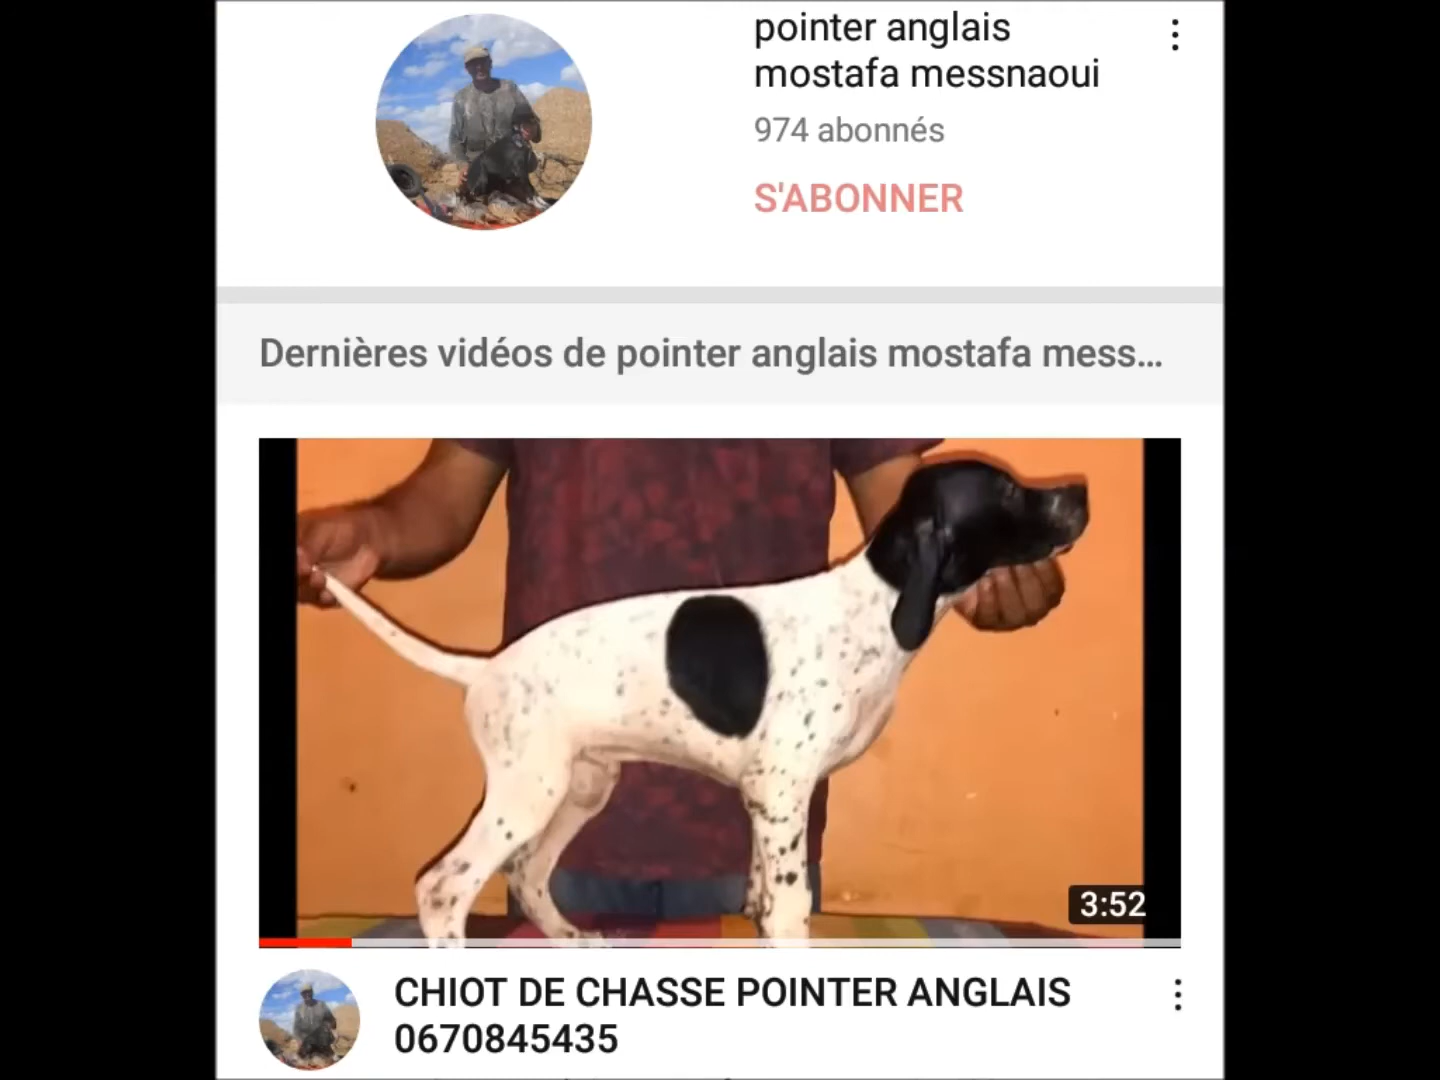 pointer anglais
mostafa messnaoui
974 abonnés
S'ABONNER
Dernières vidéos de pointer anglais mostafa mess...
3:52
CHIOT DE CHASSE POINTER ANGLAIS
0670845435